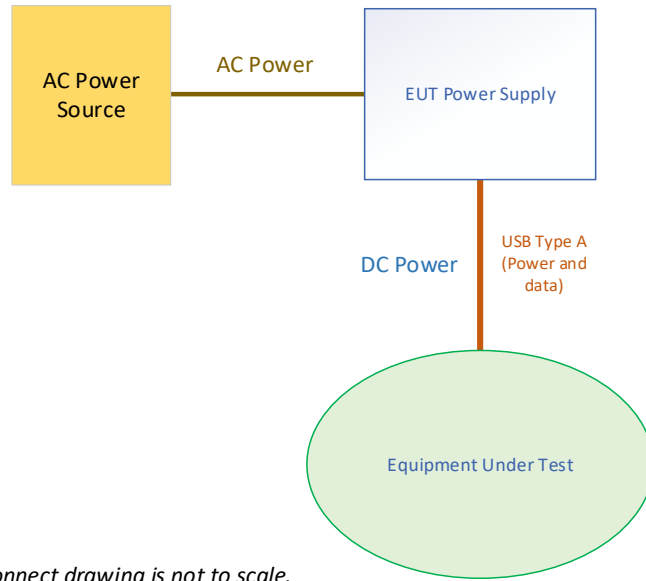 AC Power
Source
AC Power
EUT Power Supply
DC Power
USB Type A
(Power and
data)
Equipment Under Test
drawing is not to scale.